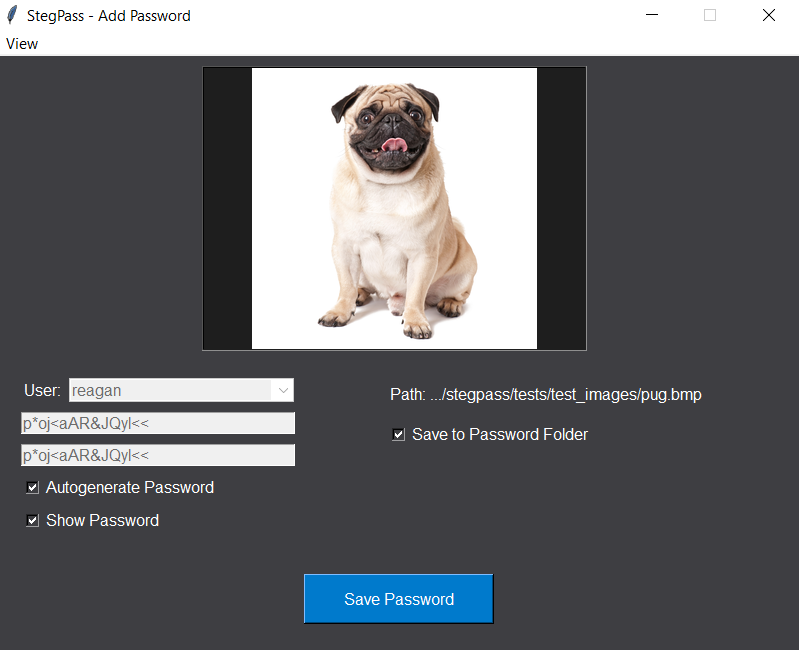 StegPass - Add Password
View
User: reagan
Path: .../stegpass/tests/test_images/pug.bmp
p*oj<aAR&JQyl<<
Save to Password Folder
p*oj<aAR&JQyl<<
Autogenerate Password
Show Password
Save Password